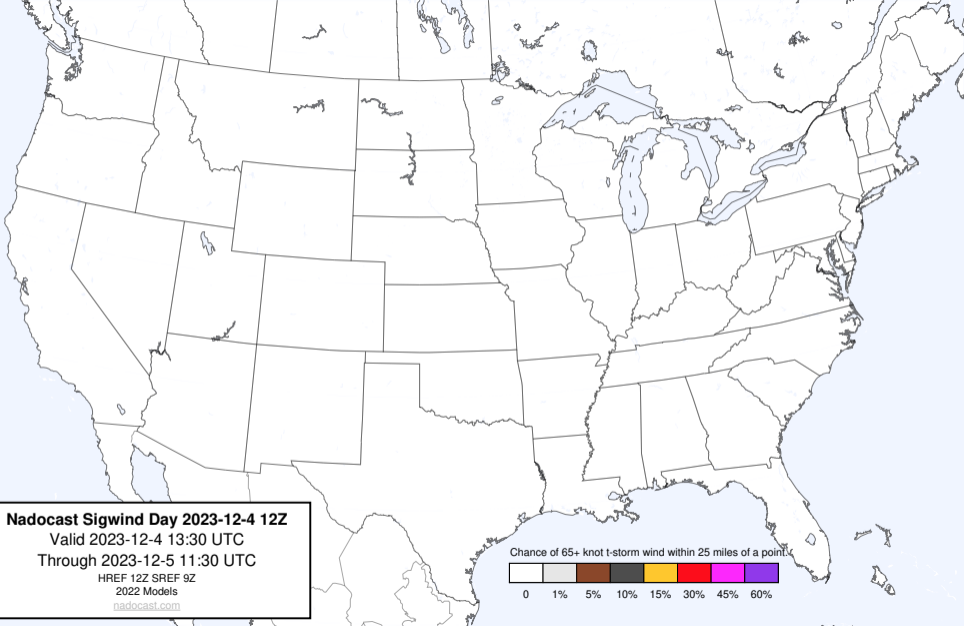 Nadocast Sigwind Day 2023-12-4 12Z
Valid 2023-12-4 13:30 UTC
Through 2023-12-5 11:30 UTC
HREF 12Z SREF 9Z
2022 Models
nadocast.com
Chance of 65+ knot t-storm wind within 25 miles of a point.
0 1% 5% 10% 15% 30% 45% 60%